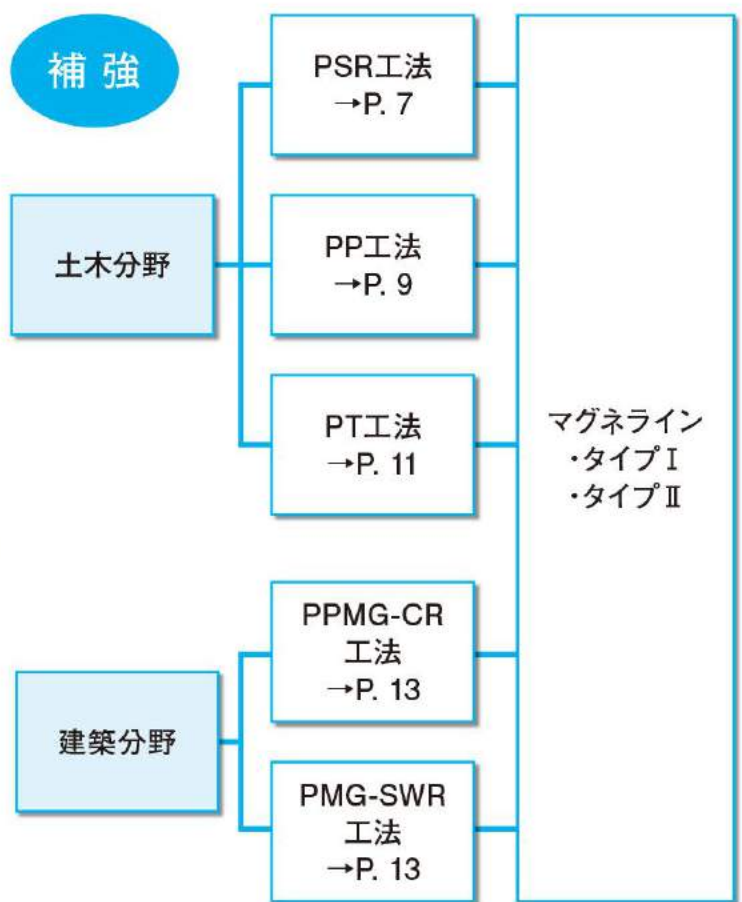 補 強
土木分野
PSR工法
→P. 7
PP工法
→P. 9
PT工法
→P. 11
建築分野
PPMG-CR
工法
→P. 13
PMG-SWR
工法
→P. 13
マグネライン
・タイプⅠ
・タイプⅡ